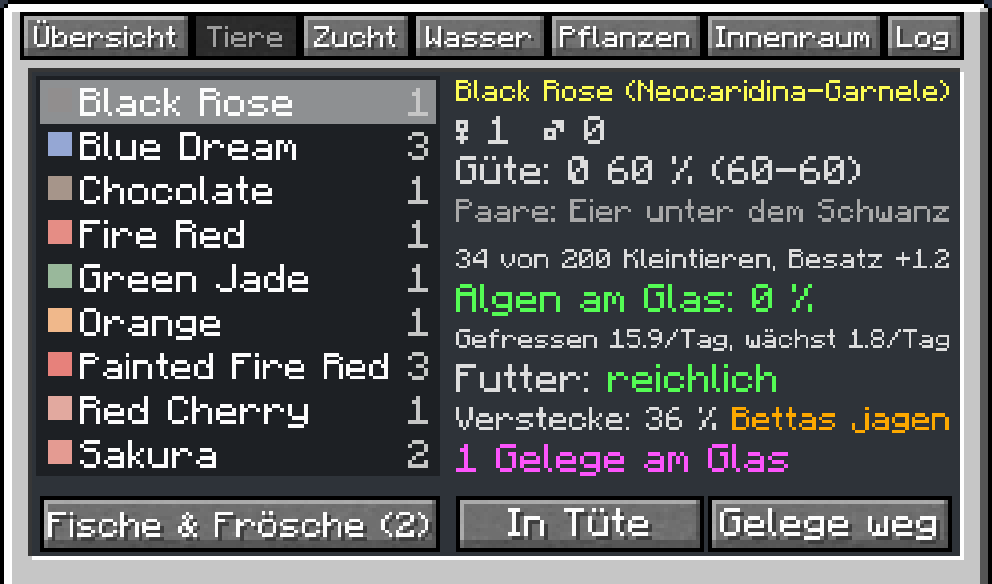 Übersicht Tiere Zucht Wasser Pflanzen Innenraum Log
Black Rose 1
Blue Dream 3
Chocolate 1
Fire Red 1
Green Jade 1
Orange 1
Painted Fire Red 3
Red Cherry 1
Sakura 2
Fische & Frösche (2)
Black Rose (Neocaridina-Garnele)
♀ 1 ♂ 0
Güte: 0 60 % (60-60)
Paare: Eier unter dem Schwanz
34 von 200 Kleintieren, Besatz +1.2
Algen am Glas: 0 %
Gefressen 15.9/Tag, wächst 1.8/Tag
Futter: reichlich
Verstecke: 36 % Bettas jagen
1 Gelege am Glas
In Tüte Gelege weg